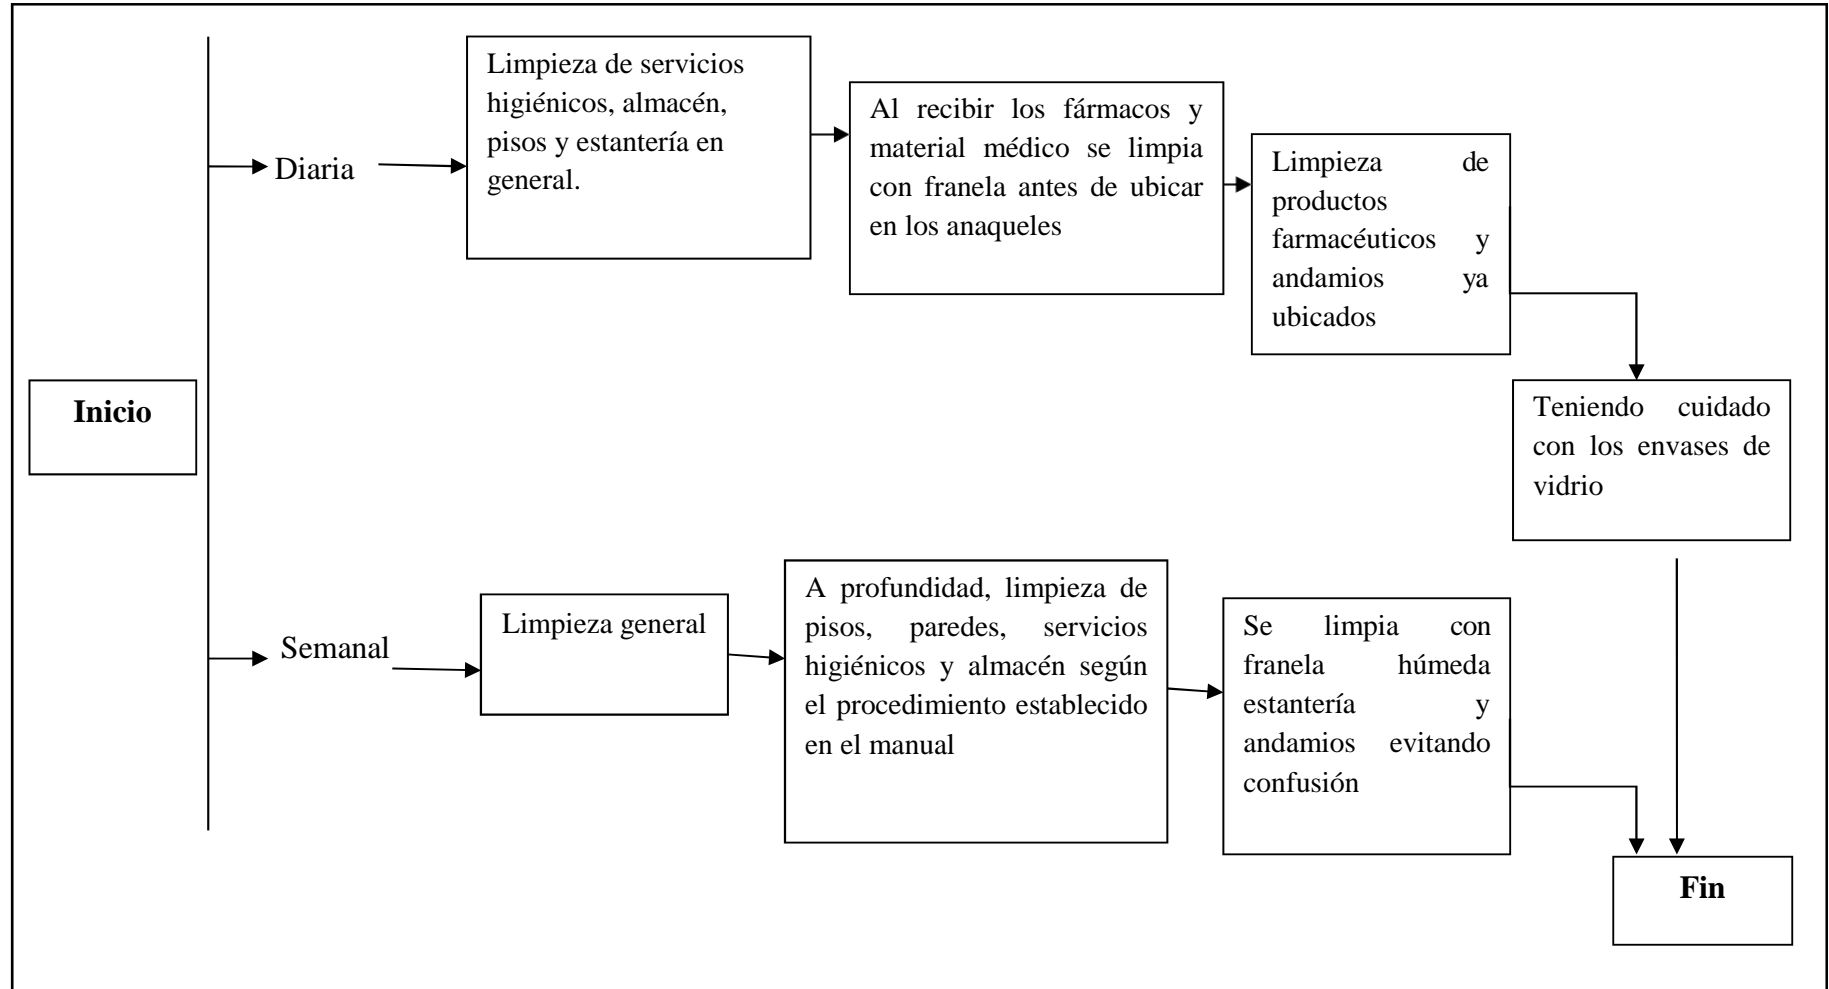 Inicio
Diaria
Limpieza de servicios
higiénicos, almacén,
pisos y estantería en
general.
Al recibir los fármacos y
material médico se limpia
con franela antes de ubicar
en los anaqueles
Limpieza de
productos
farmacéuticos y
andamios ya
ubicados
Teniendo cuidado
con los envases de
vidrio
Semanal
Limpieza general
A profundidad, limpieza de
pisos, paredes, servicios
higiénicos y almacén según
el procedimiento establecido
en el manual
Se limpia con
franela húmeda
estantería y
andamios evitando
confusión
Fin